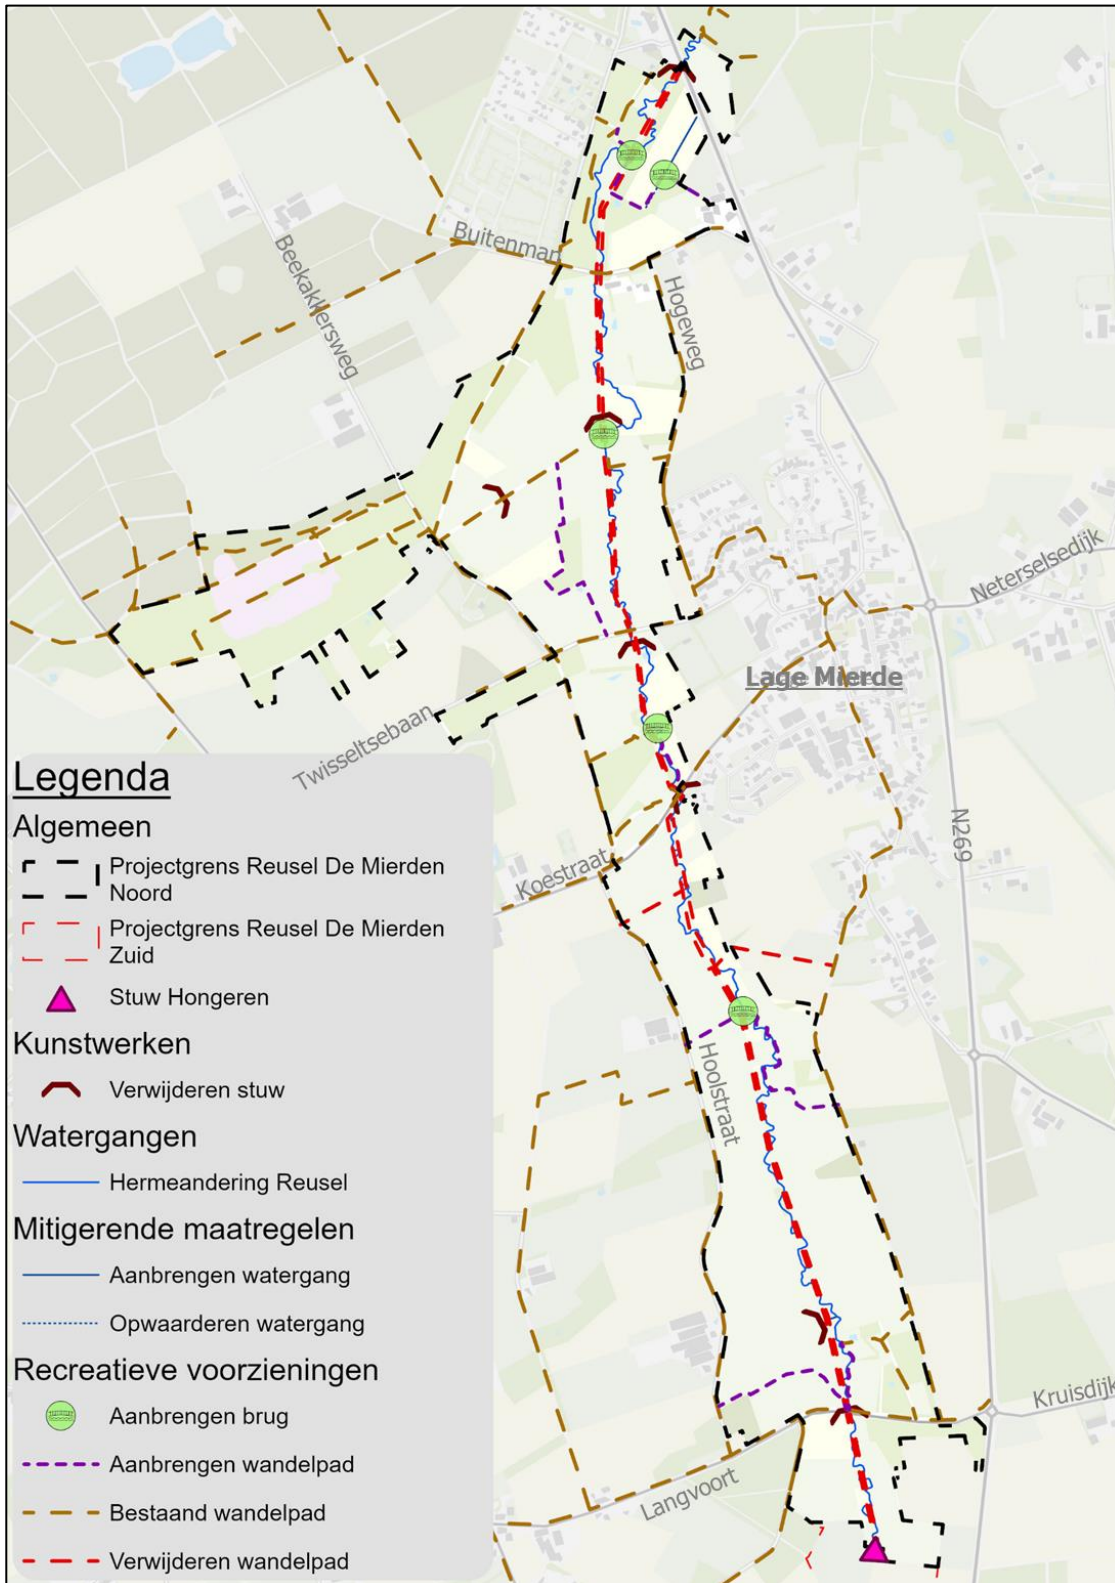 Buitenman
Beekakkersweg
Hogeweg
Neterselsedijk
Lage Mierde
Twisseltsebaan
N269
Koestraat
Hoolstraat
Kruisdijk
Langvoort
Legenda
Algemeen
Projectgrens Reusel De Mierden
Noord
Projectgrens Reusel De Mierden
Zuid
Stuw Hongeren
Kunstwerken
Verwijderen stuw
Watergangen
Hermeandering Reusel
Mitigerende maatregelen
Aanbrengen watergang
Opwaarderen watergang
Recreatieve voorzieningen
Aanbrengen brug
Aanbrengen wandelpad
Bestaand wandelpad
Verwijderen wandelpad